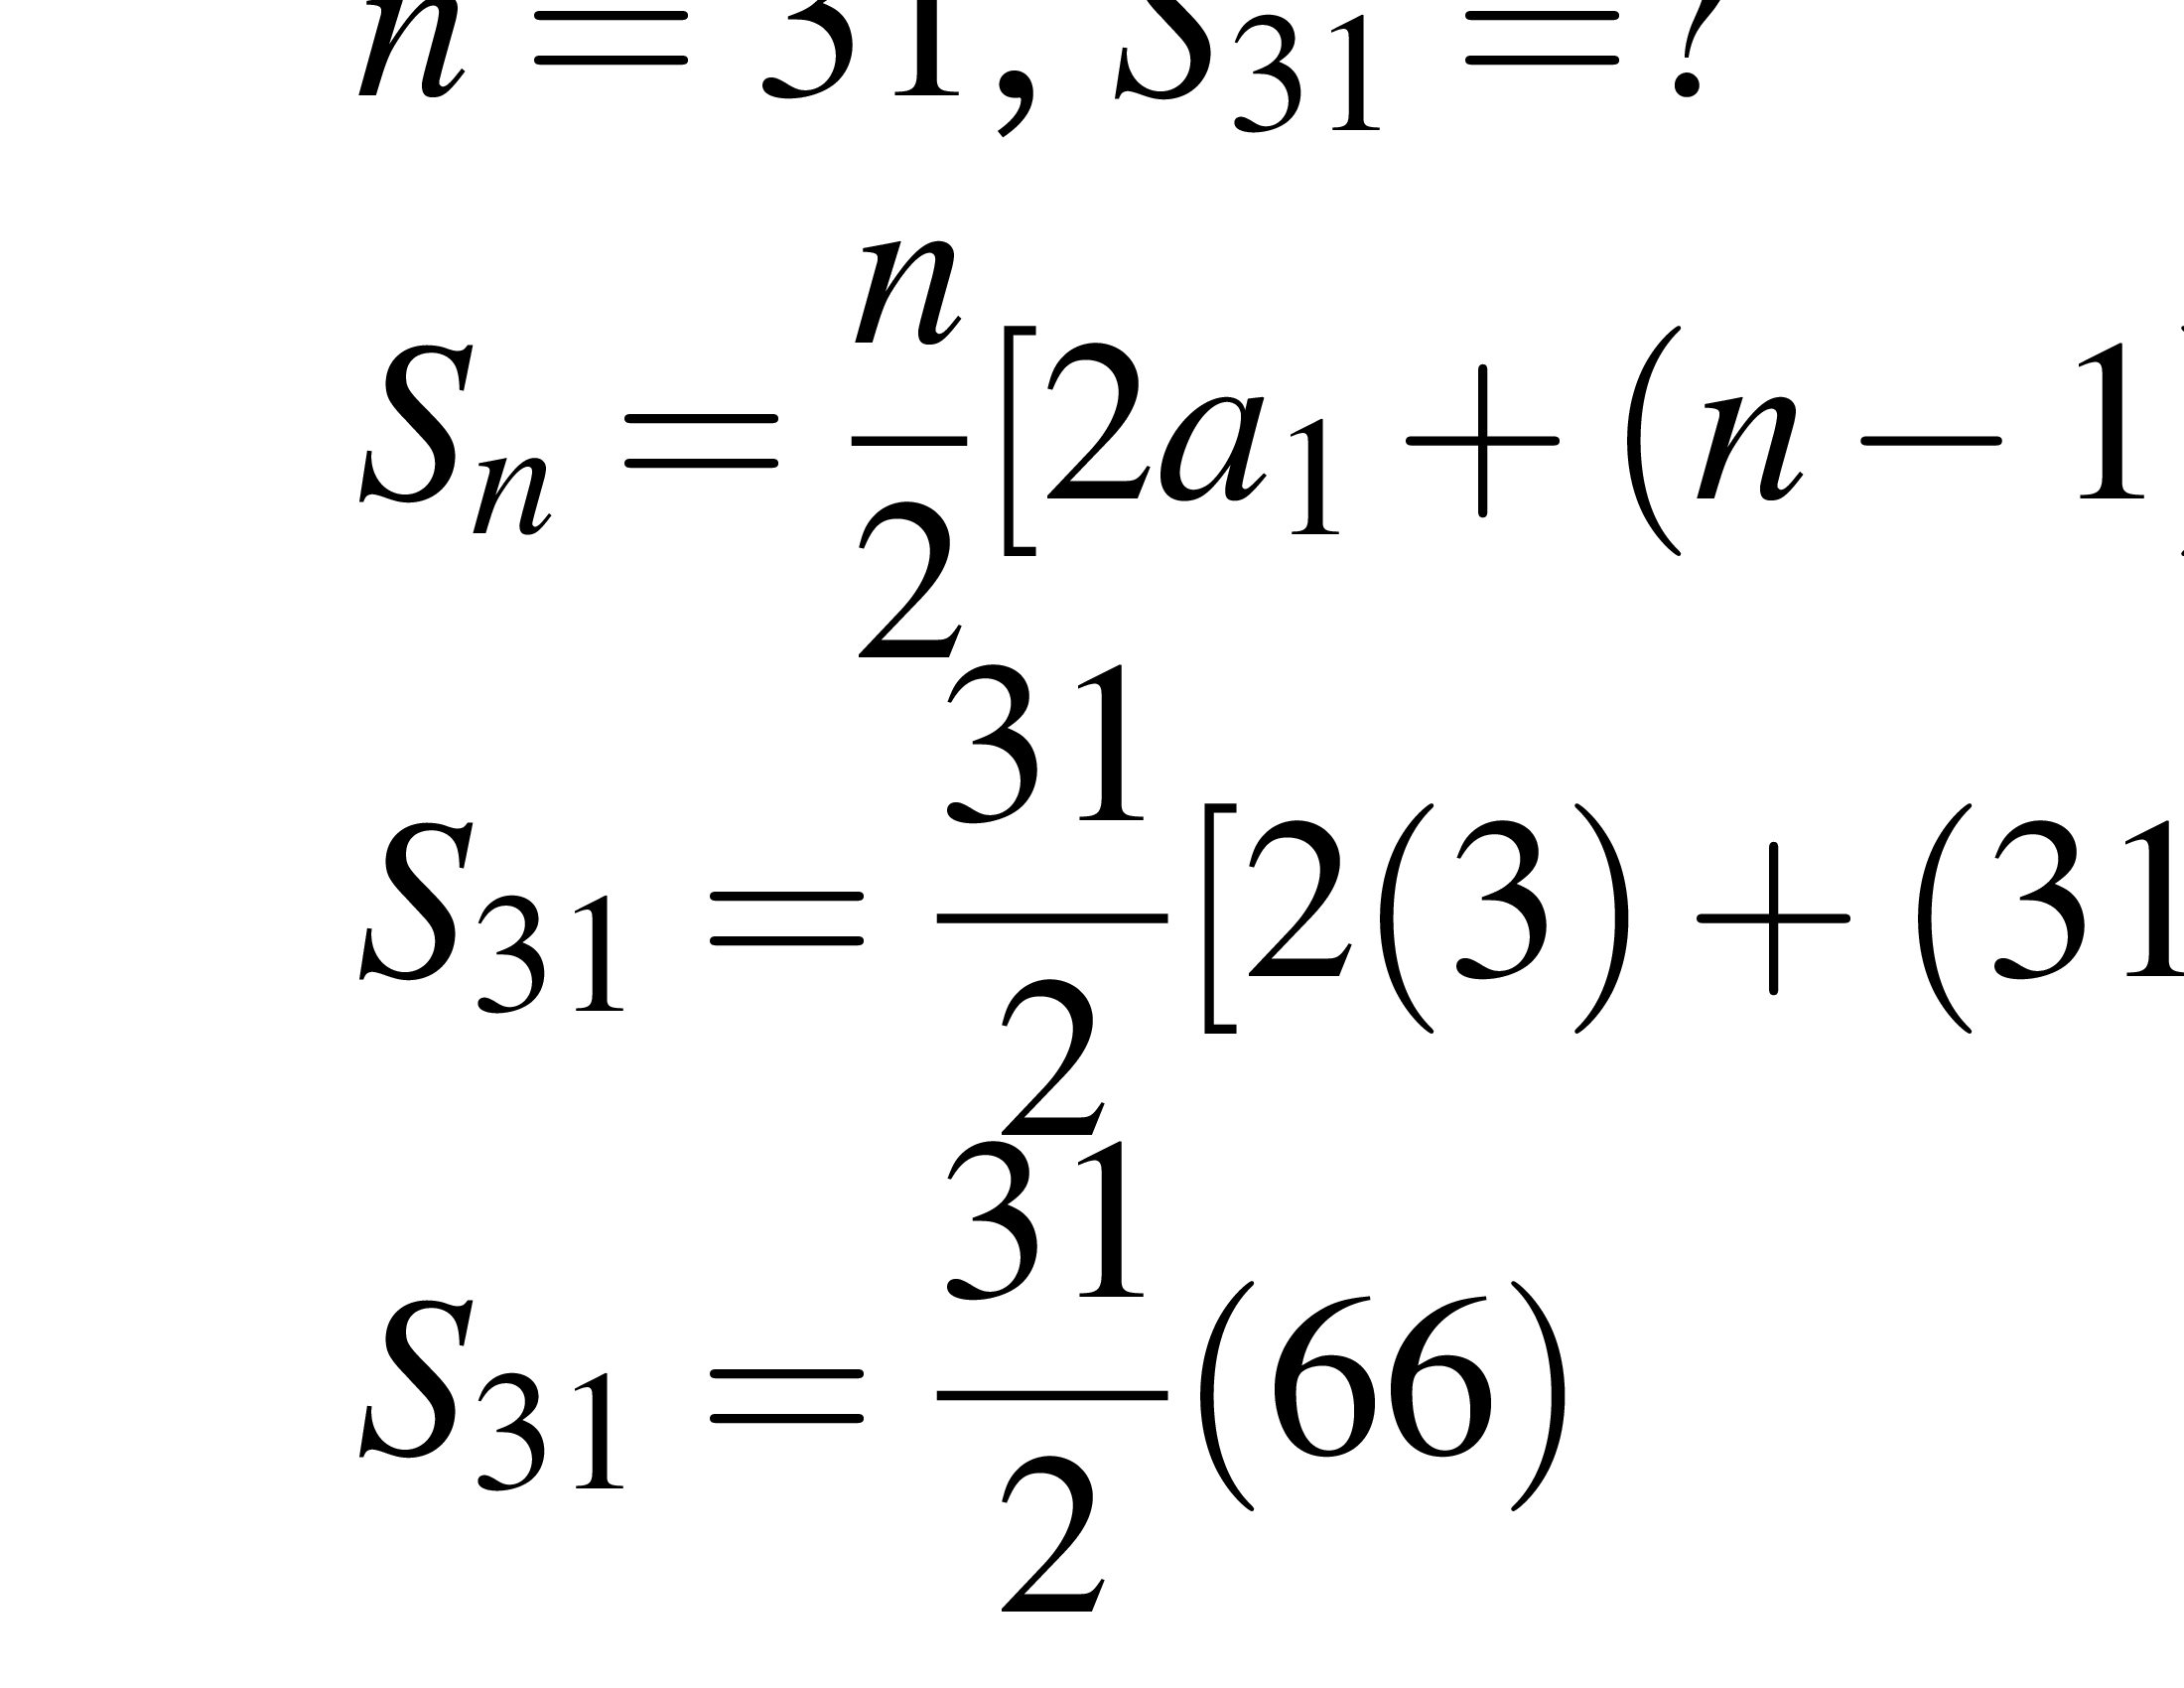 n = 31, S₃₁ = ?
Sₙ = n/2 [2a₁ + (n − 1)
S₃₁ = 31/2 [2(3) + (31
S₃₁ = 31/2 (66)